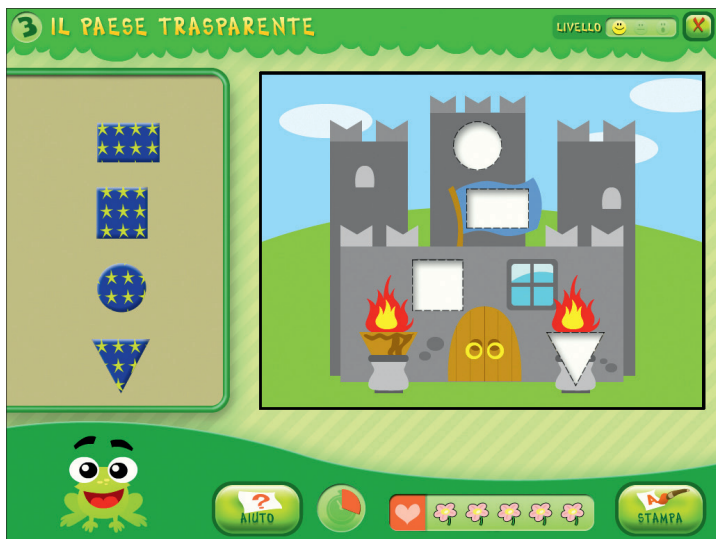 3 IL PAESE TRASPARENTE
LIVELLO
X
?
AIUTO
A
STAMPA